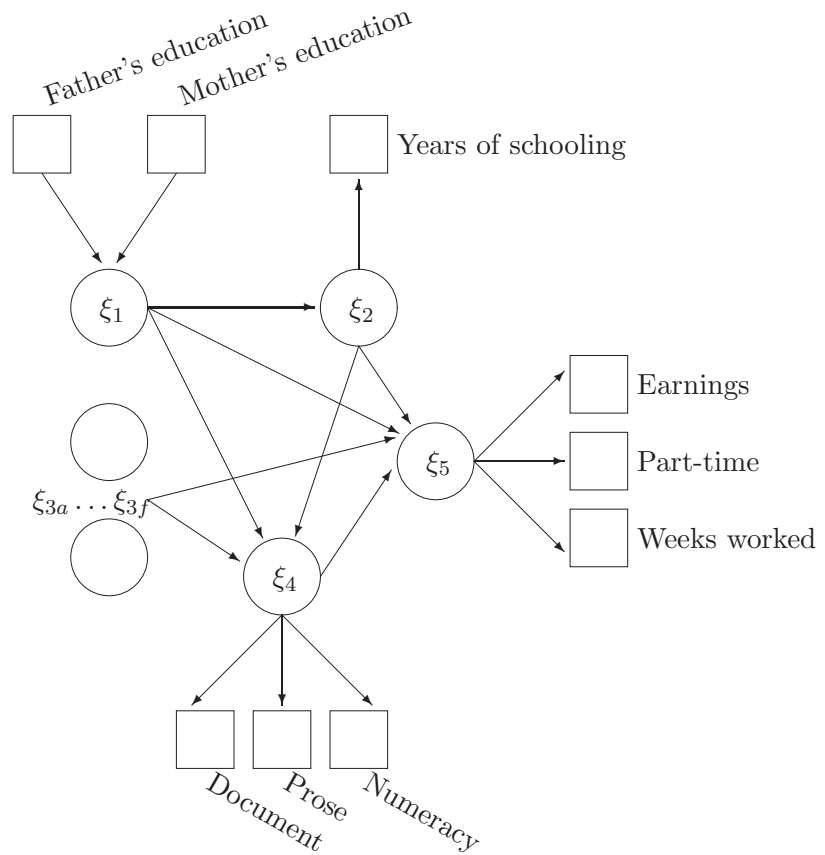 Father's education
Mother's education
Years of schooling
ξ₁
ξ₂
Earnings
ξ₅
Part-time
ξ₃ₐ … ξ₃f
Weeks worked
ξ₄
Document
Prose
Numeracy